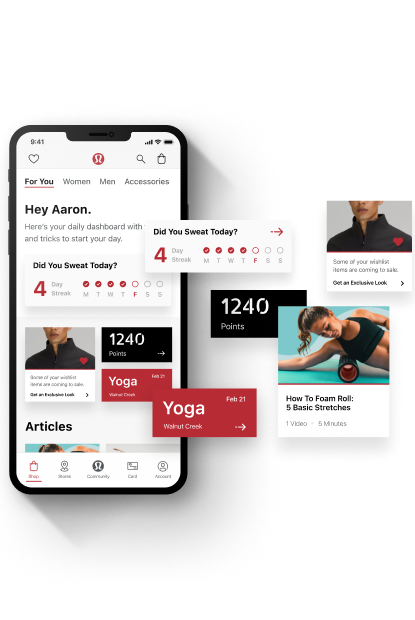 9:41
For You Women Men Accessories
Hey Aaron.
Here's your daily dashboard with
and tricks to start your day.
Did You Sweat Today?
4 Day
Streak
M T W T F S S
Some of your wishlist
items are coming to sale.
Get an Exclusive Look
1240
Points
Yoga
Feb 21
Walnut Creek
Articles
Shop Stores Community Card Account
Did You Sweat Today?
4 Day
Streak
M T W T F S S
1240
Points
Yoga
Feb 21
Walnut Creek
Some of your wishlist
items are coming to sale.
Get an Exclusive Look
How To Foam Roll:
5 Basic Stretches
1 Video · 5 Minutes